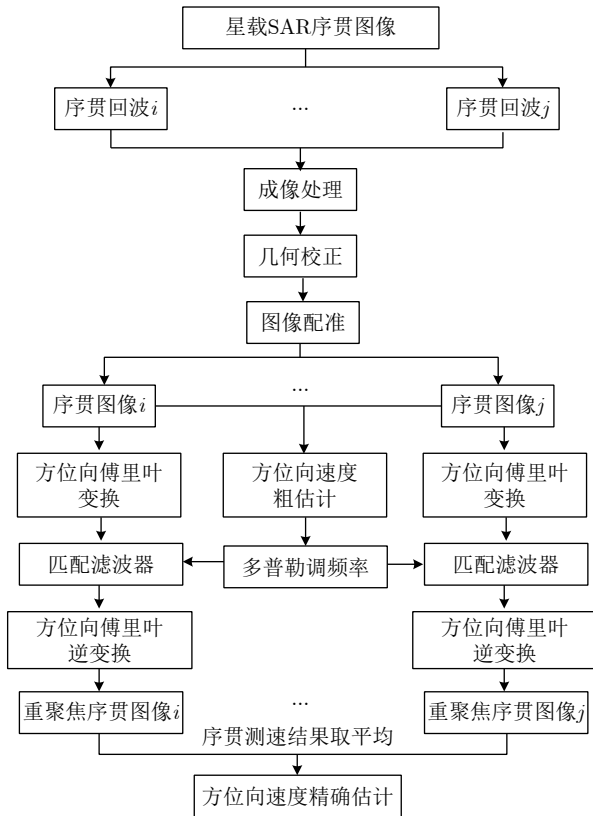 星载SAR序贯图像
序贯回波i
...
序贯回波j
成像处理
几何校正
图像配准
...
序贯图像i
序贯图像j
方位向傅里叶
变换
方位向速度
粗估计
方位向傅里叶
变换
匹配滤波器
多普勒调频率
匹配滤波器
方位向傅里叶
逆变换
方位向傅里叶
逆变换
重聚焦序贯图像i
...
重聚焦序贯图像j
序贯测速结果取平均
方位向速度精确估计